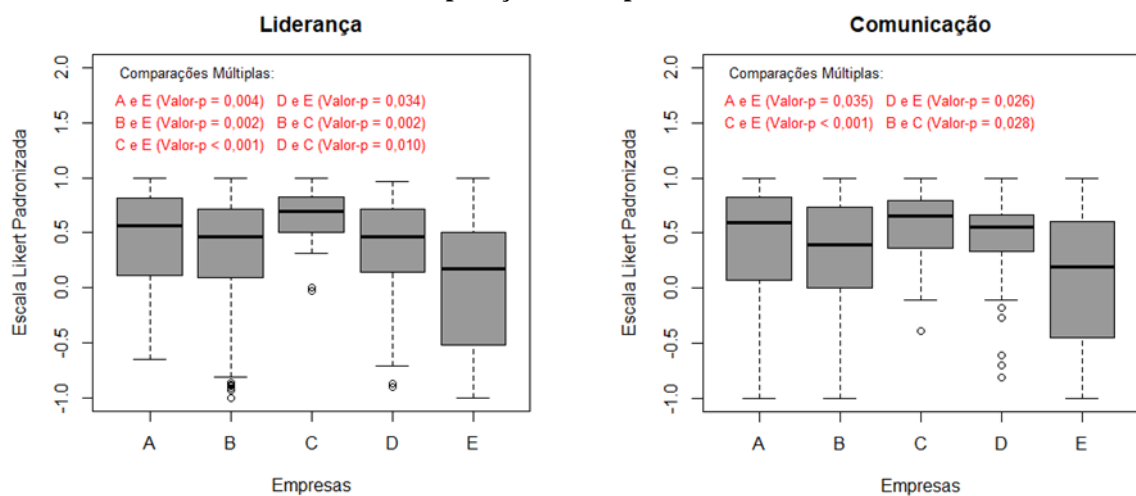 Liderança
Comparações Múltiplas:
A e E (Valor-p = 0,004) D e E (Valor-p = 0,034)
B e E (Valor-p = 0,002) B e C (Valor-p = 0,002)
C e E (Valor-p < 0,001) D e C (Valor-p = 0,010)
Escala Likert Padronizada
2.0
1.5
1.0
0.5
0.0
-0.5
-1.0
A B C D E
Empresas
Comunicação
Comparações Múltiplas:
A e E (Valor-p = 0,035) D e E (Valor-p = 0,026)
C e E (Valor-p < 0,001) B e C (Valor-p = 0,028)
Escala Likert Padronizada
2.0
1.5
1.0
0.5
0.0
-0.5
-1.0
A B C D E
Empresas